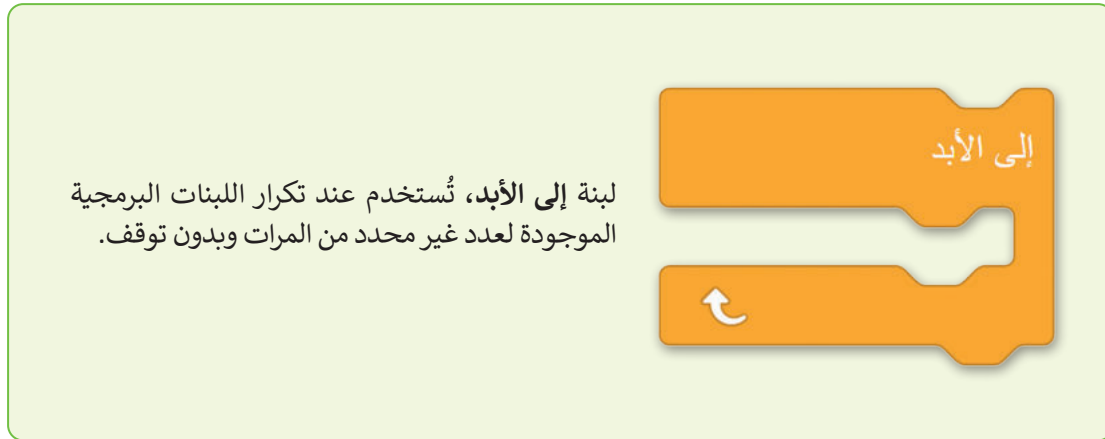 إلى الأبد
لبنة إلى الأبد، تُستخدم عند تكرار اللبنات البرمجية
الموجودة لعدد غير محدد من المرات وبدون توقف.